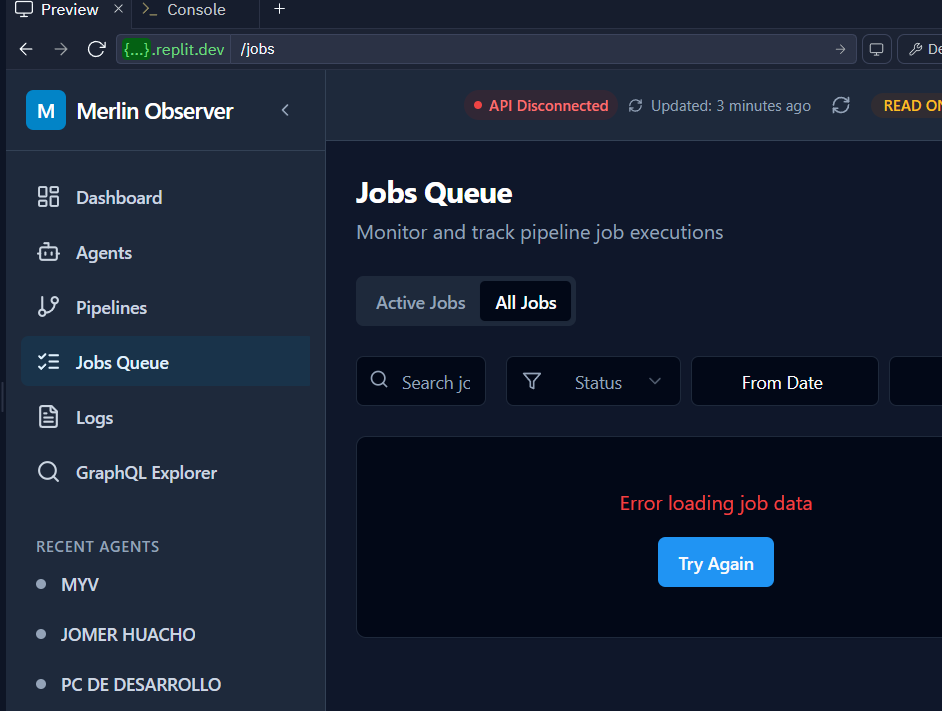 Preview
Console
{...}.replit.dev /jobs
De
M Merlin Observer
API Disconnected
Updated: 3 minutes ago
READ ON
Dashboard
Agents
Pipelines
Jobs Queue
Logs
GraphQL Explorer
RECENT AGENTS
MYV
JOMER HUACHO
PC DE DESARROLLO
Jobs Queue
Monitor and track pipeline job executions
Active Jobs All Jobs
Search jc
Status
From Date
Error loading job data
Try Again